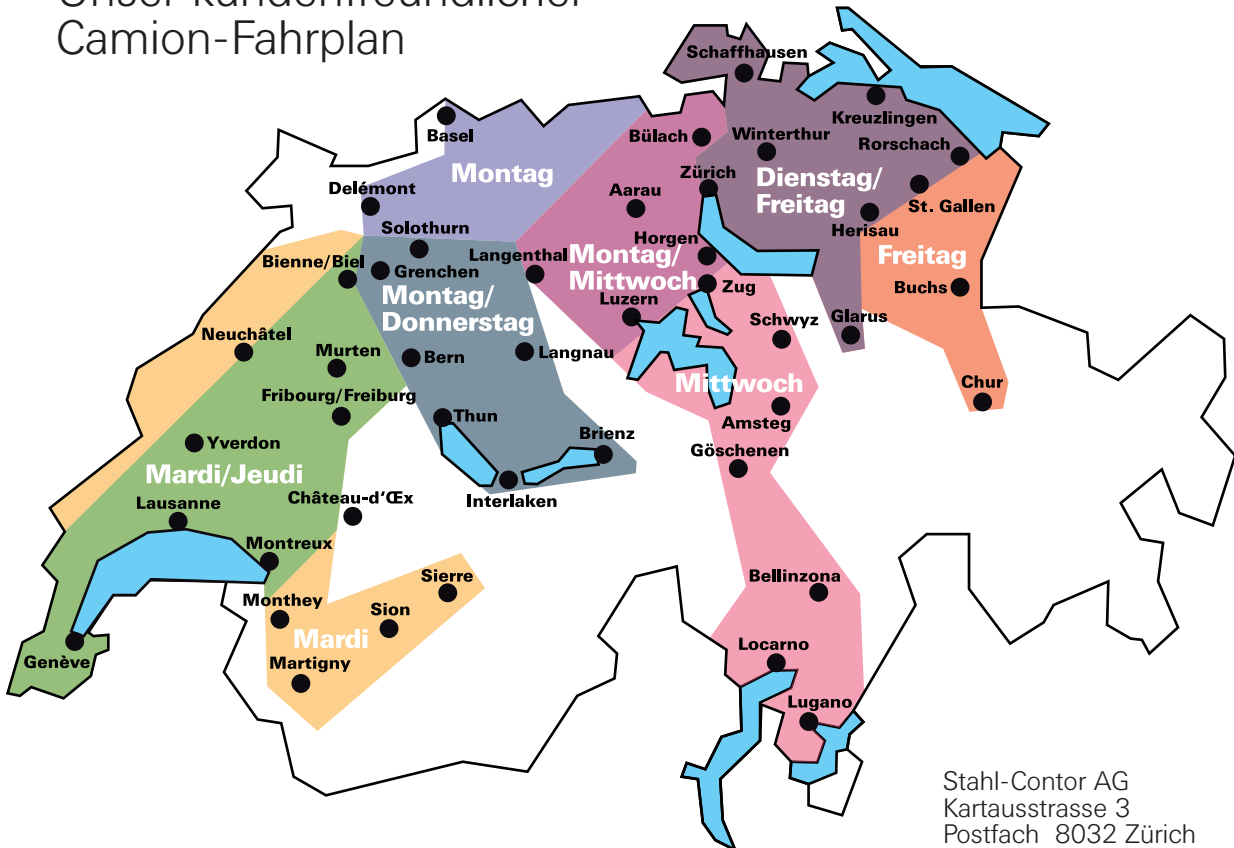 Unser kundenfreundlicher
Camion-Fahrplan
Schaffhausen
Basel
Kreuzlingen
Bülach
Winterthur
Rorschach
Montag
Zürich
Dienstag/
Freitag
Delémont
Aarau
St. Gallen
Solothurn
Herisau
Horgen
Bienne/Biel
Grenchen
Langenthal
Montag/
Mittwoch
Freitag
Montag/
Donnerstag
Zug
Buchs
Luzern
Neuchâtel
Schwyz
Glarus
Murten
Bern
Langnau
Mittwoch
Chur
Fribourg/Freiburg
Thun
Amsteg
Yverdon
Brienz
Göschenen
Mardi/Jeudi
Lausanne
Château-d'Œx
Interlaken
Montreux
Sierre
Bellinzona
Monthey
Sion
Mardi
Locarno
Genève
Martigny
Lugano
Stahl-Contor AG
Kartausstrasse 3
Postfach 8032 Zürich